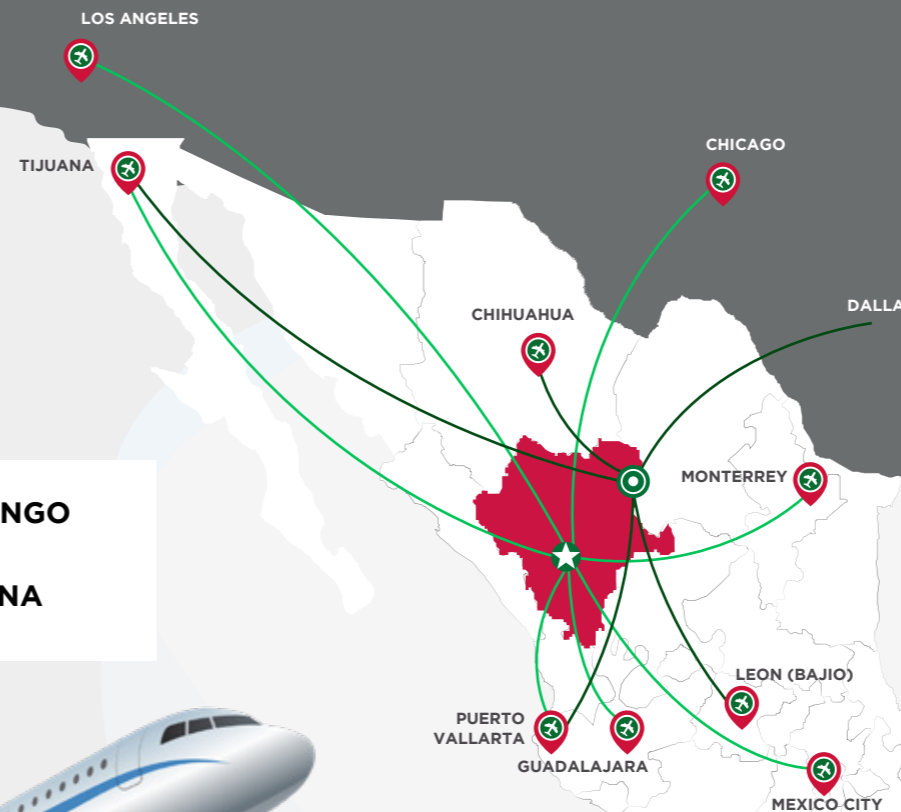 LOS ANGELES
CHICAGO
TIJUANA
DALLA
CHIHUAHUA
MONTERREY
NGO
NA
LEON (BAJIO)
PUERTO
VALLARTA
GUADALAJARA
MEXICO CITY